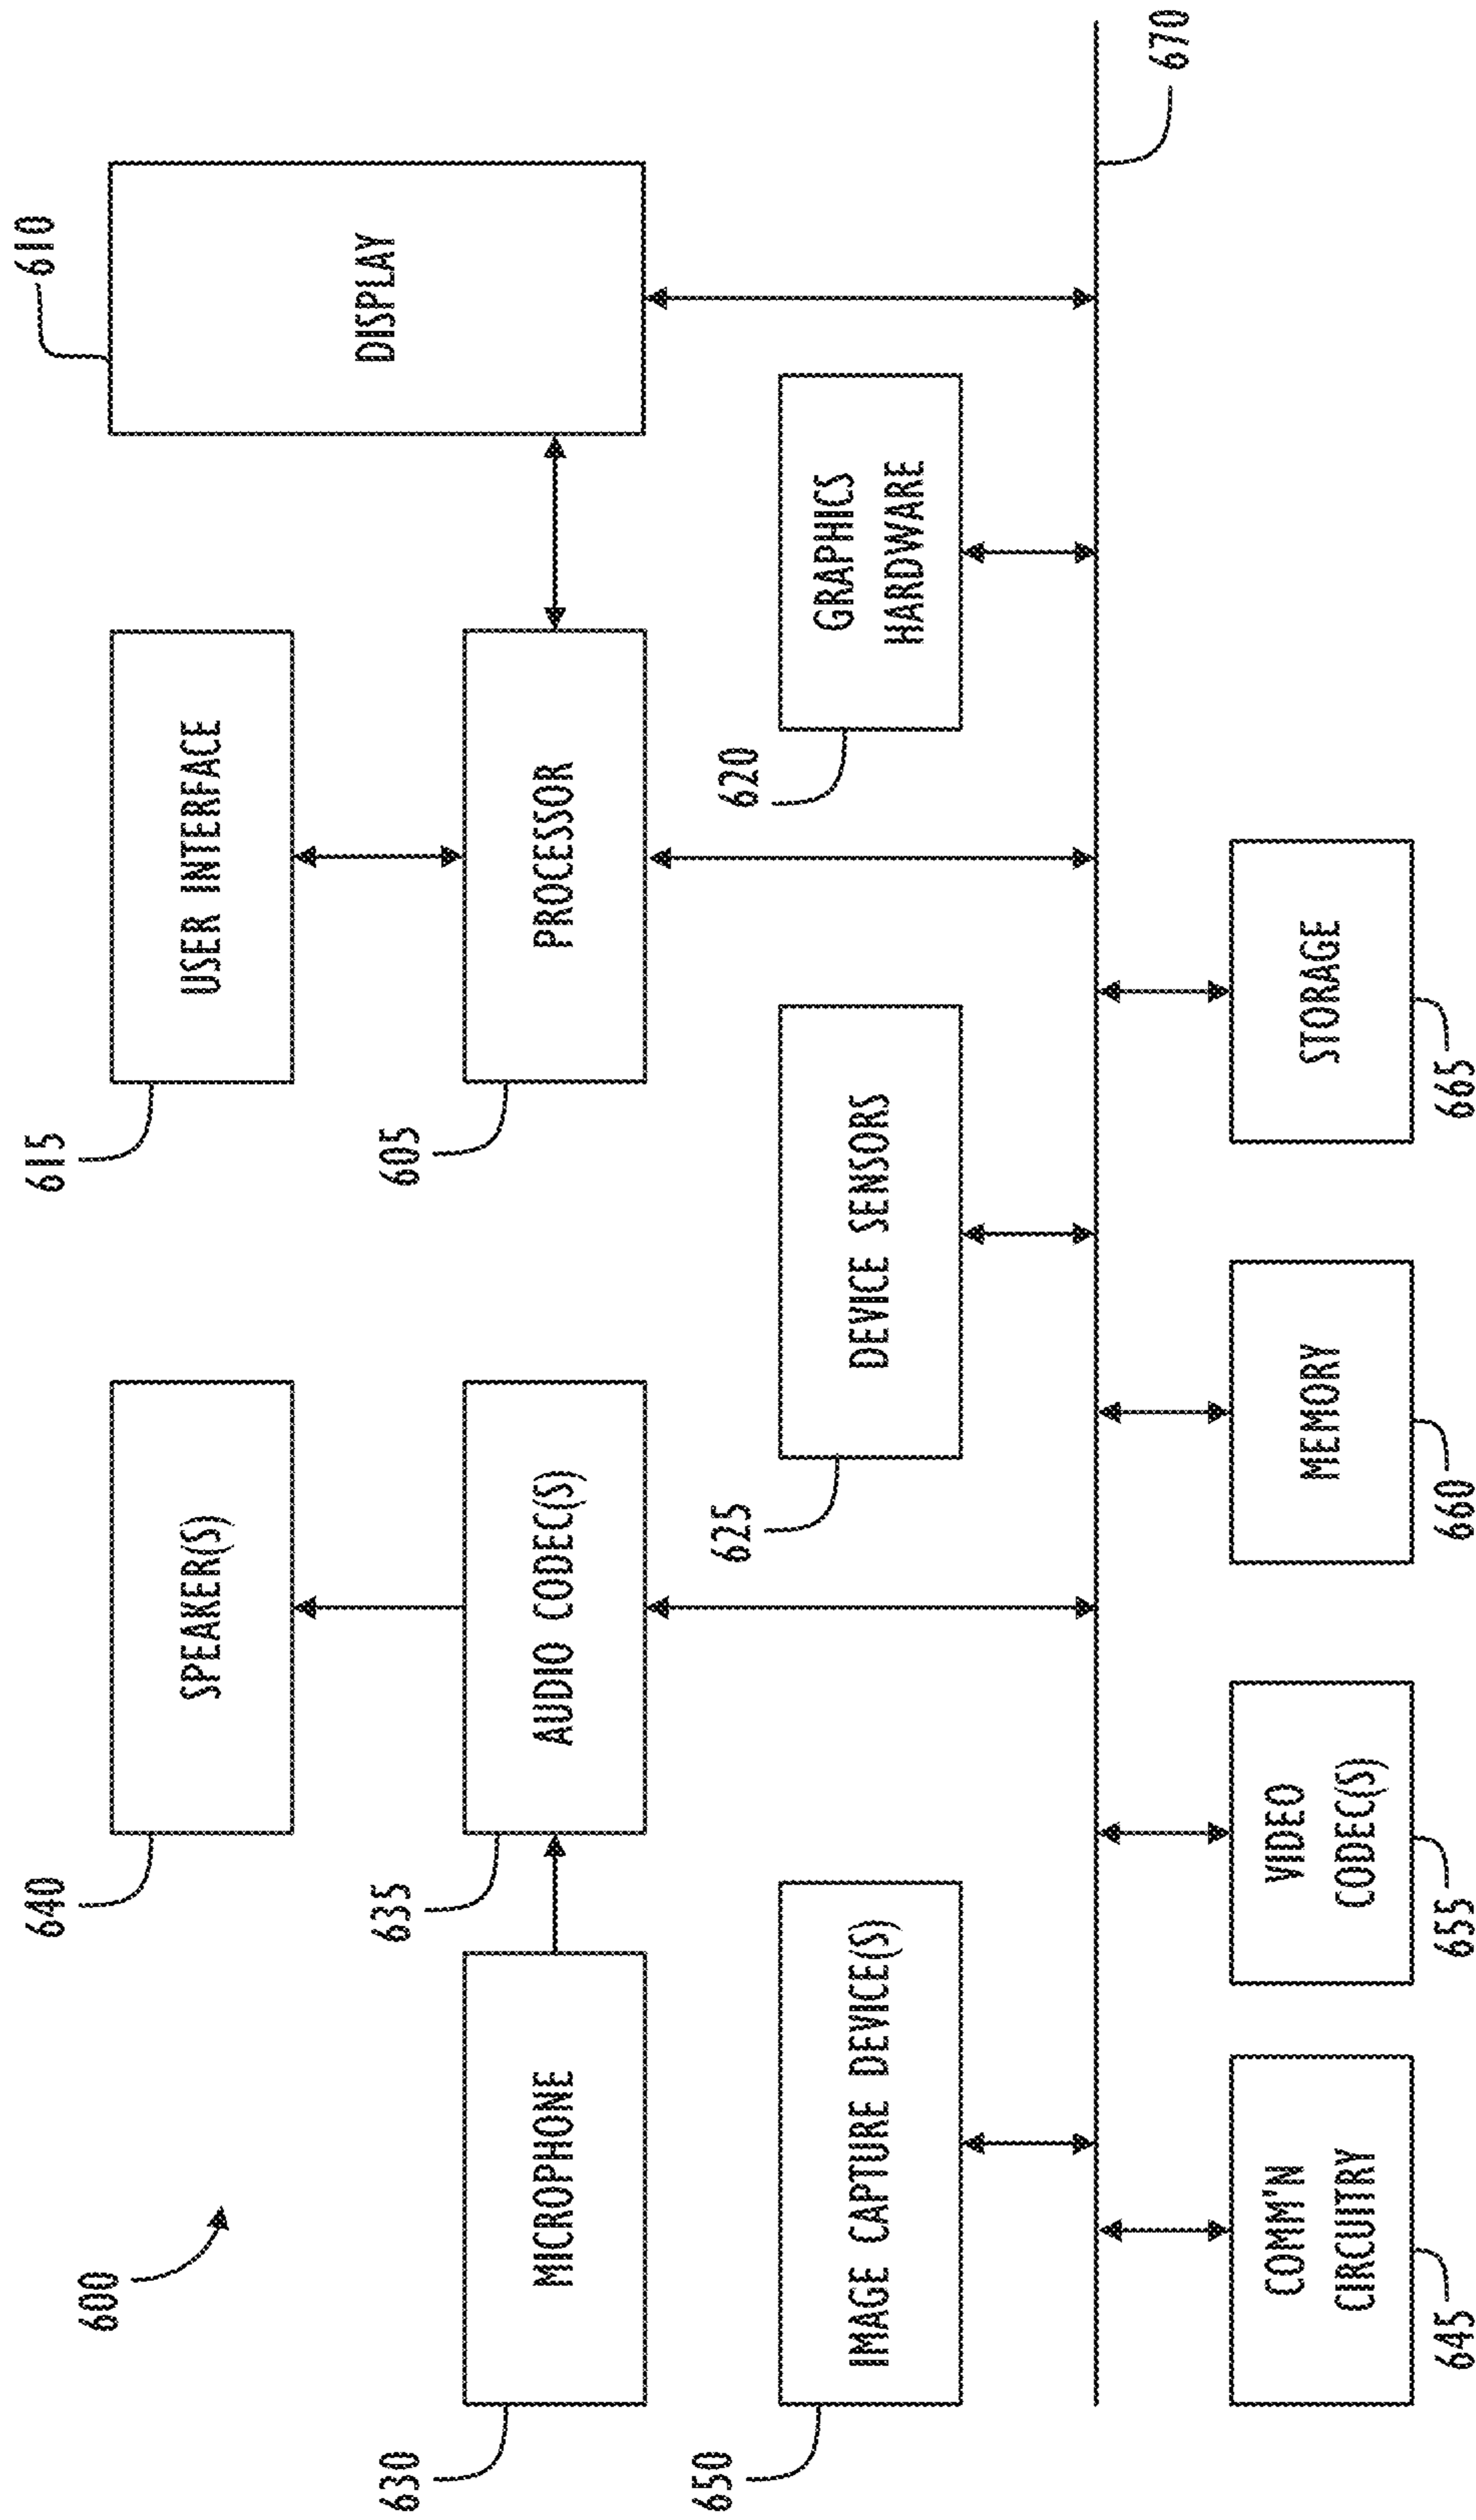 600
640
SPEAKER(S)
615
USER INTERFACE
610
DISPLAY
630
MICROPHONE
635
AUDIO CODEC(S)
605
PROCESSOR
650
IMAGE CAPTURE DEVICE(S)
625
DEVICE SENSORS
620
GRAPHICS
HARDWARE
670
COMM'N
CIRCUITRY
645
VIDEO
CODEC(S)
655
MEMORY
660
STORAGE
665